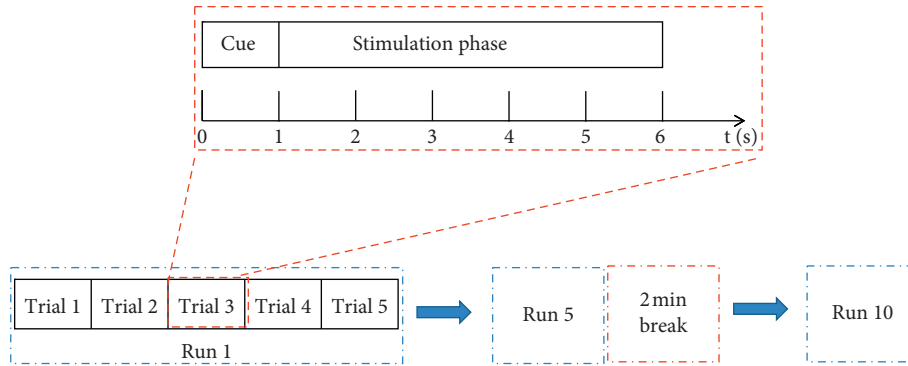 Cue Stimulation phase
0 1 2 3 4 5 6 t (s)
Trial 1 Trial 2 Trial 3 Trial 4 Trial 5
Run 1
Run 5
2 min
break
Run 10